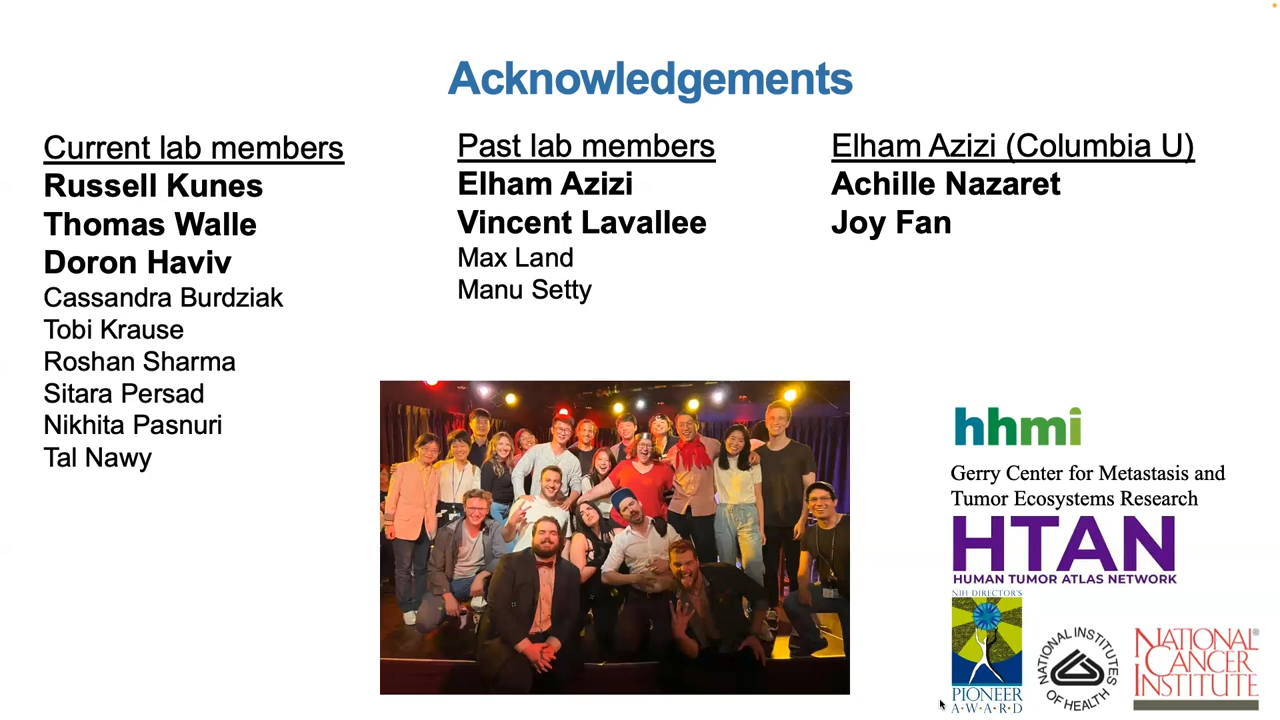 Acknowledgements
Current lab members
Russell Kunes
Thomas Walle
Doron Haviv
Cassandra Burdziak
Tobi Krause
Roshan Sharma
Sitara Persad
Nikhita Pasnuri
Tal Nawy
Past lab members
Elham Azizi
Vincent Lavallee
Max Land
Manu Setty
Elham Azizi (Columbia U)
Achille Nazaret
Joy Fan
hhmi
Gerry Center for Metastasis and
Tumor Ecosystems Research
HTAN
HUMAN TUMOR ATLAS NETWORK
NIH DIRECTOR'S
PIONEER
A·W·A·R·D
NATIONAL INSTITUTES
OF HEALTH
NATIONAL®
CANCER
INSTITUTE